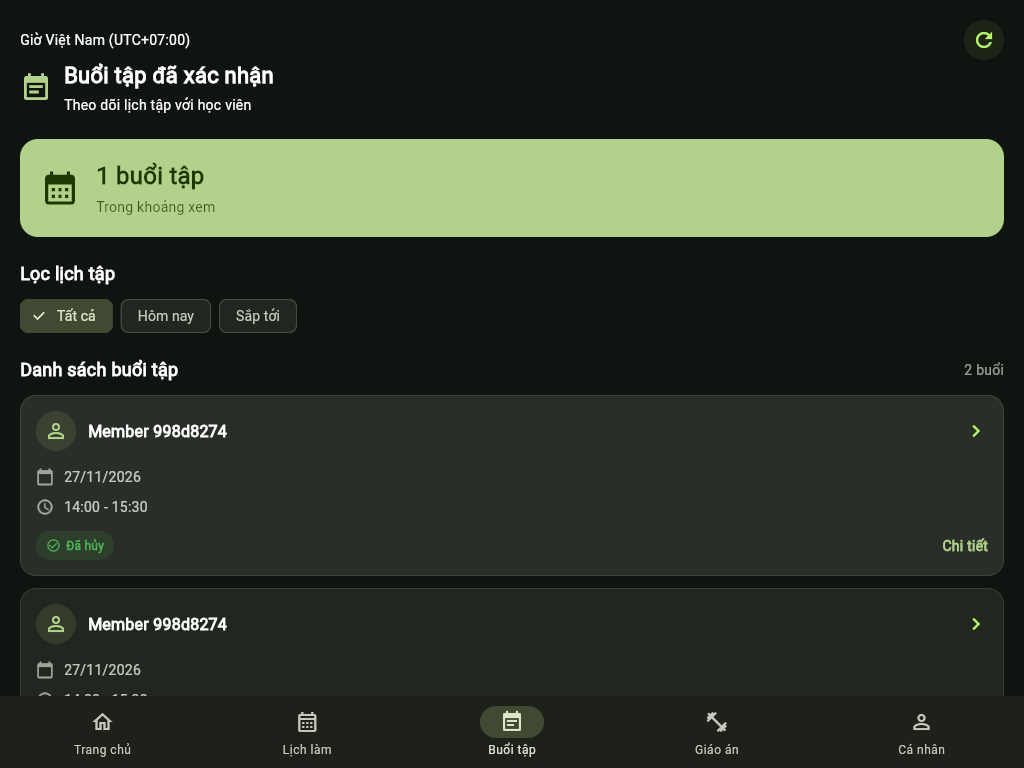 Giờ Việt Nam (UTC+07:00)
Buổi tập đã xác nhận
Theo dõi lịch tập với học viên
1 buổi tập
Trong khoảng xem
Lọc lịch tập
Tất cả
Hôm nay
Sắp tới
Danh sách buổi tập
2 buổi
Member 998d8274
27/11/2026
14:00 - 15:30
Đã hủy
Chi tiết
Member 998d8274
27/11/2026
Trang chủ
Lịch làm
Buổi tập
Giáo án
Cá nhân